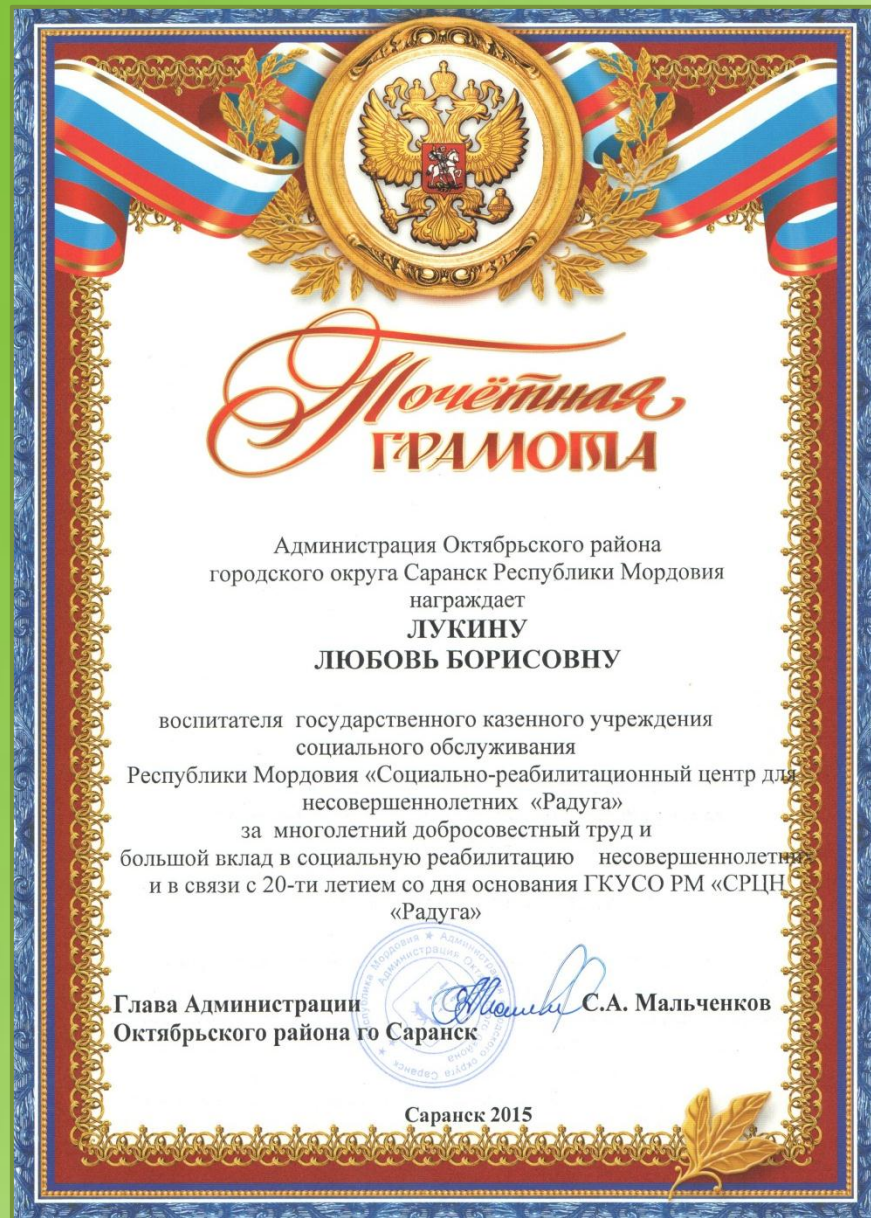 Почётная
ГРАМОТА
Администрация Октябрьского района
городского округа Саранск Республики Мордовия
награждает
ЛУКИНУ
ЛЮБОВЬ БОРИСОВНУ
воспитателя государственного казенного учреждения
социального обслуживания
Республики Мордовия «Социально-реабилитационный центр для
несовершеннолетних «Радуга»
за многолетний добросовестный труд и
большой вклад в социальную реабилитацию несовершеннолетних
и в связи с 20-ти летием со дня основания ГКУСО РМ «СРЦН
«Радуга»
Глава Администрации С.А. Мальченков
Октябрьского района го Саранск
Саранск 2015